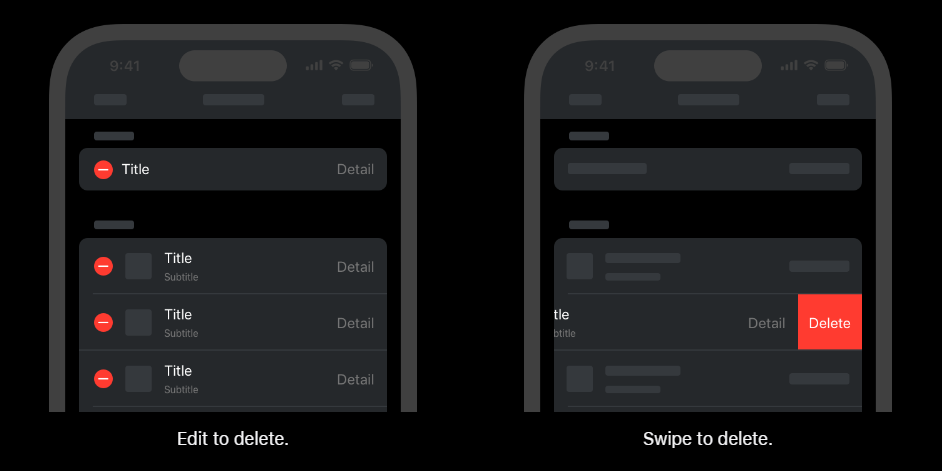 9:41
Title
Detail
Title
Subtitle
Detail
Title
Subtitle
Detail
Title
Subtitle
Detail
Edit to delete.
9:41
tle
btitle
Detail
Delete
Swipe to delete.